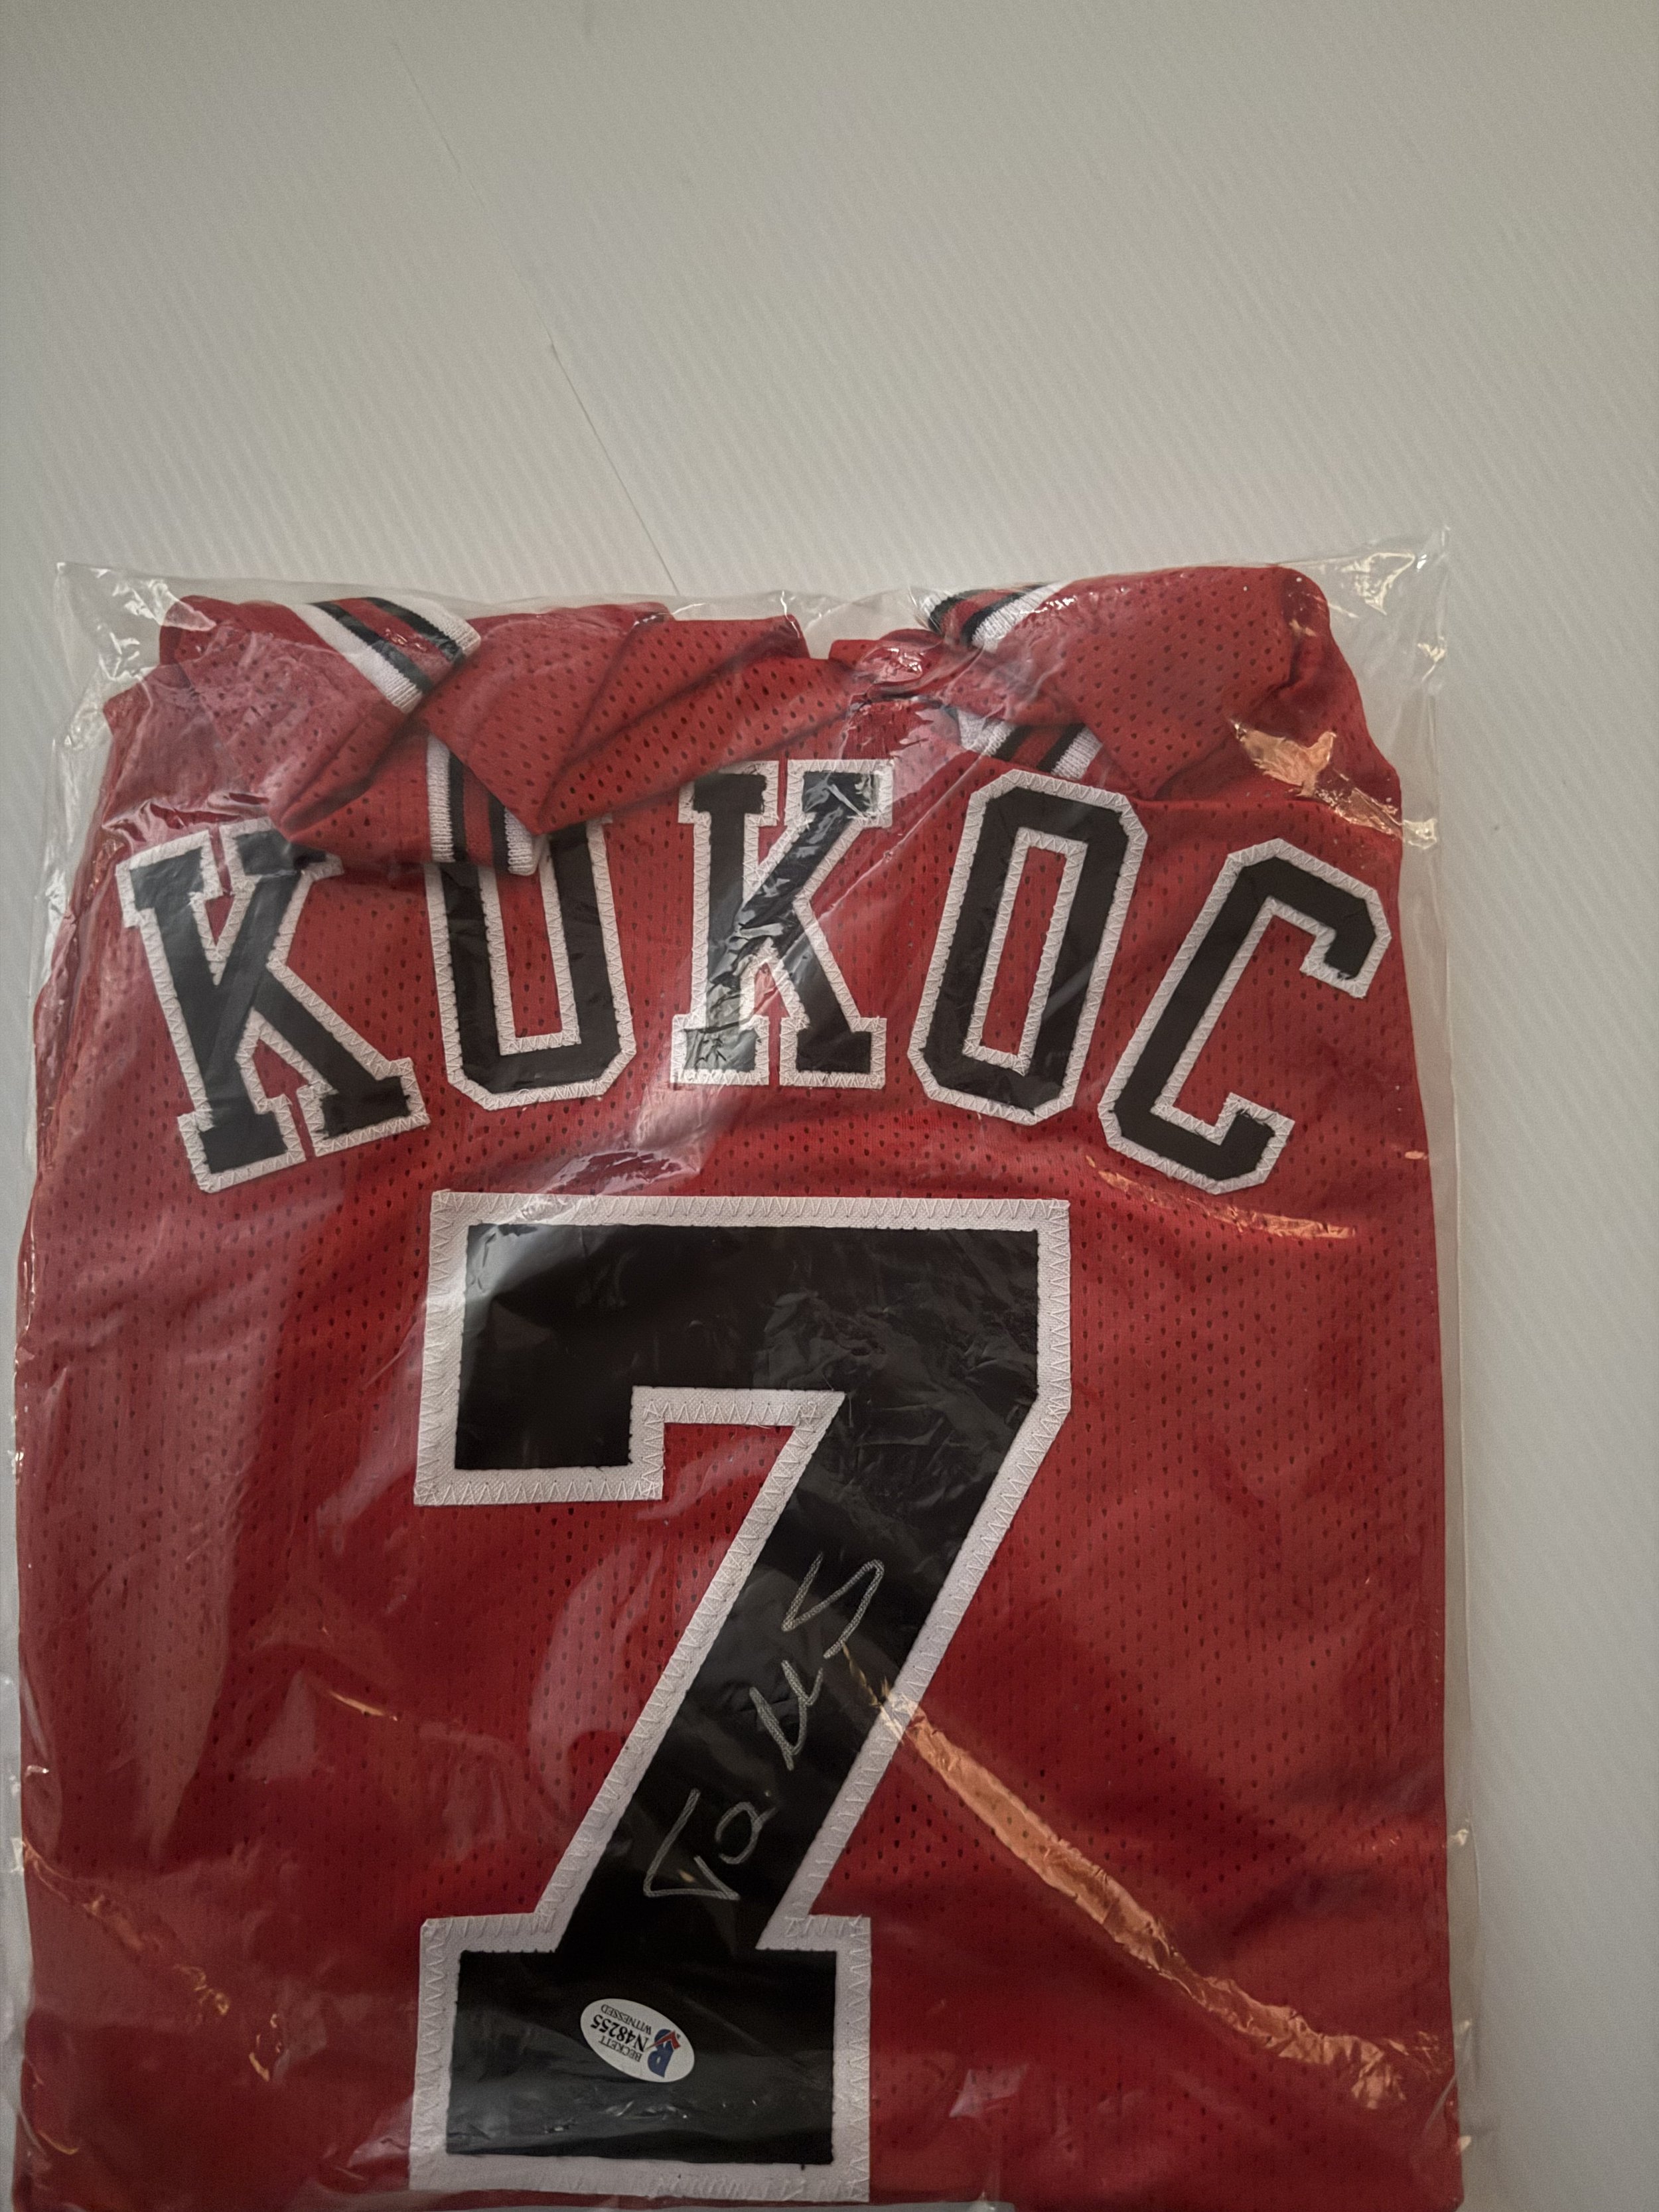 KUKOC
7
BECKETT
N48255
WITNESSED